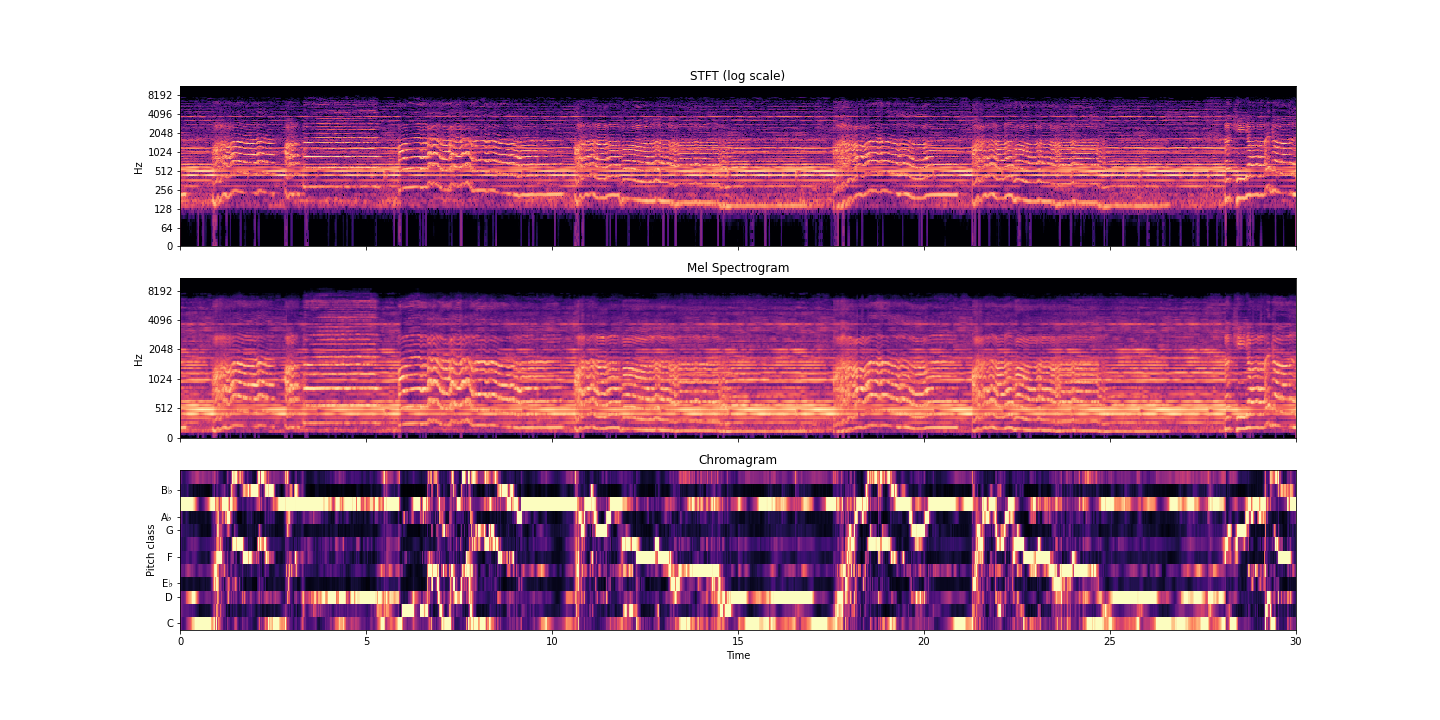 STFT (log scale)
8192
4096
2048
1024
512
256
128
64
0
Hz
Mel Spectrogram
8192
4096
2048
1024
512
0
Hz
Chromagram
B♭
A♭
G
F
E♭
D
C
Pitch class
0 5 10 15 20 25 30
Time